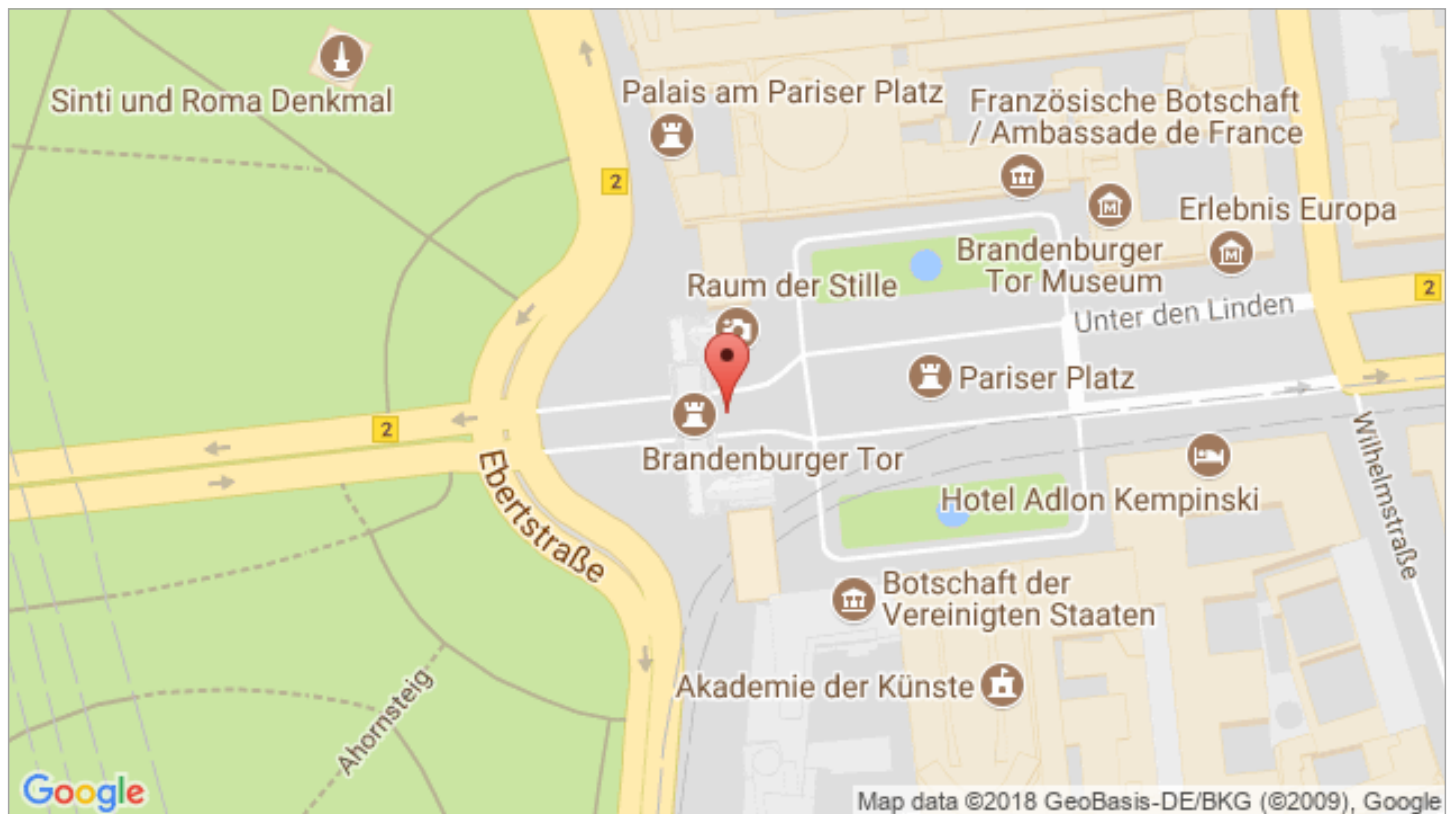 Sinti und Roma Denkmal
Palais am Pariser Platz
Französische Botschaft
/ Ambassade de France
2
Erlebnis Europa
Brandenburger
Tor Museum
Raum der Stille
2
Unter den Linden
Pariser Platz
2
Brandenburger Tor
Ebertstraße
Hotel Adlon Kempinski
Wilhelmstraße
Botschaft der
Vereinigten Staaten
Akademie der Künste
Ahornsteig
Google
Map data ©2018 GeoBasis-DE/BKG (©2009), Google